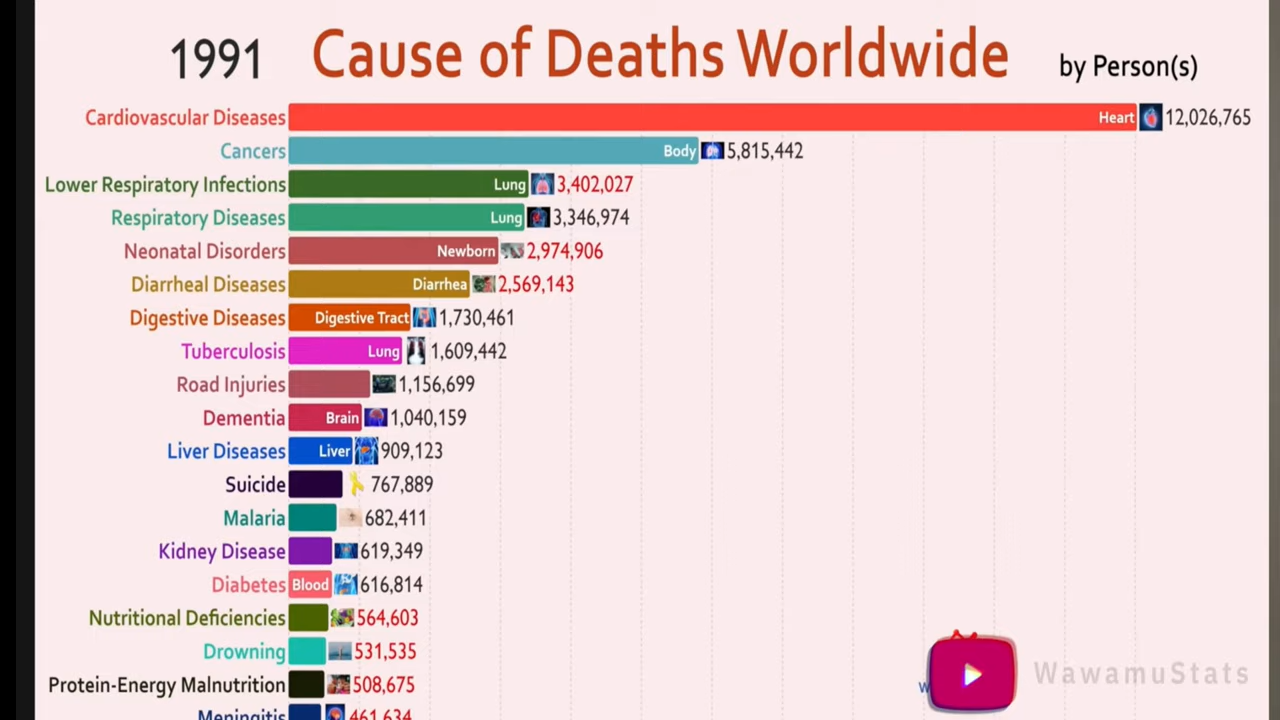 1991 Cause of Deaths Worldwide by Person(s)
Cardiovascular Diseases Heart 12,026,765
Cancers Body 5,815,442
Lower Respiratory Infections Lung 3,402,027
Respiratory Diseases Lung 3,346,974
Neonatal Disorders Newborn 2,974,906
Diarrheal Diseases Diarrhea 2,569,143
Digestive Diseases Digestive Tract 1,730,461
Tuberculosis Lung 1,609,442
Road Injuries 1,156,699
Dementia Brain 1,040,159
Liver Diseases Liver 909,123
Suicide 767,889
Malaria 682,411
Kidney Disease 619,349
Diabetes Blood 616,814
Nutritional Deficiencies 564,603
Drowning 531,535
WawamuStats
Protein-Energy Malnutrition 508,675
Meningitis 461,634